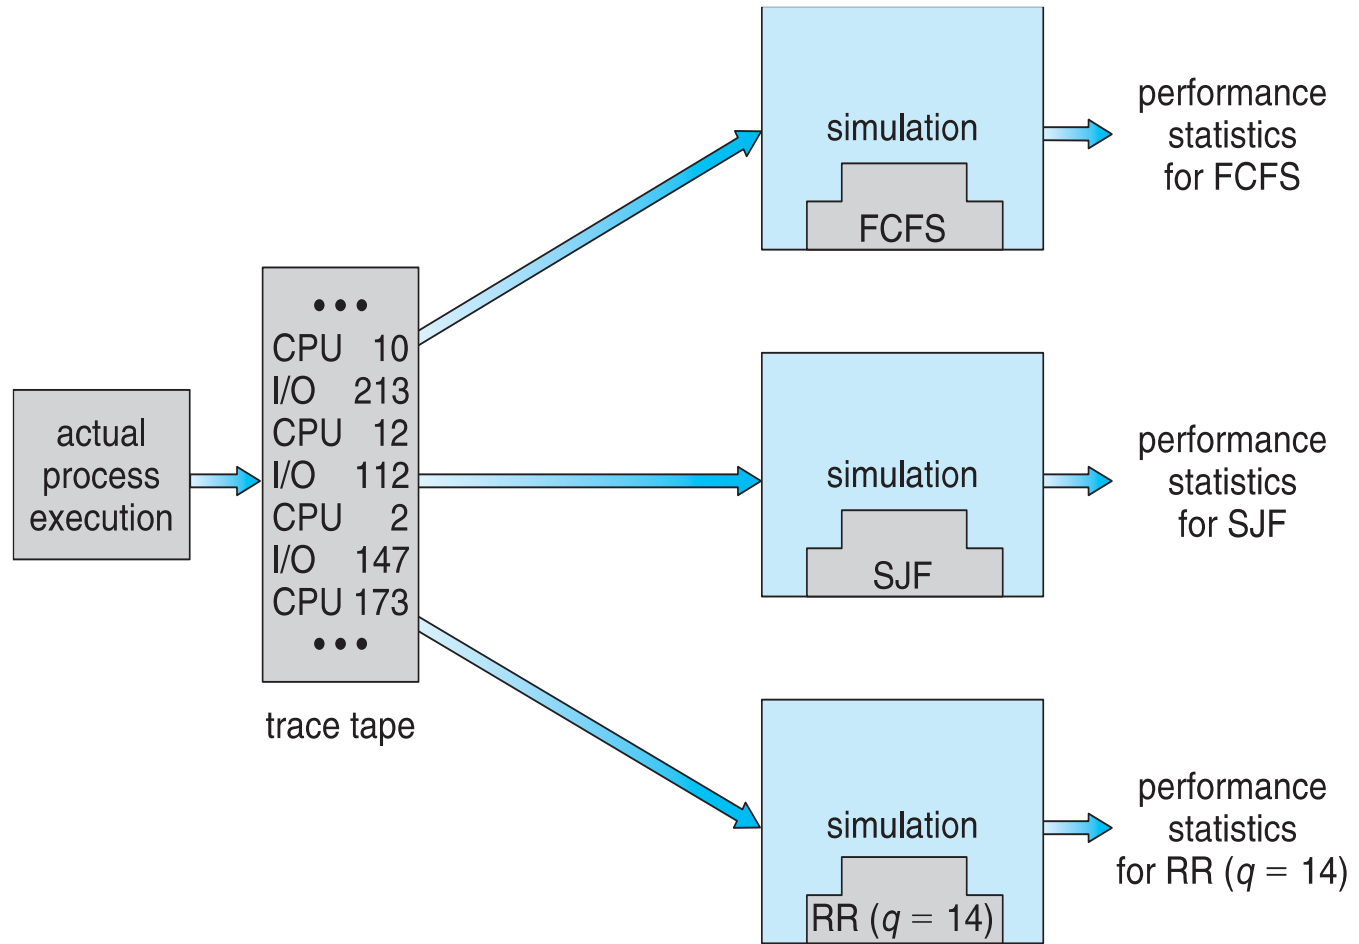 actual
process
execution
• • •
CPU 10
I/O 213
CPU 12
I/O 112
CPU 2
I/O 147
CPU 173
• • •
trace tape
simulation
FCFS
performance
statistics
for FCFS
simulation
SJF
performance
statistics
for SJF
simulation
RR (q = 14)
performance
statistics
for RR (q = 14)